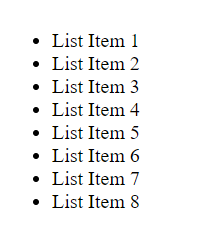 • List Item 1
• List Item 2
• List Item 3
• List Item 4
• List Item 5
• List Item 6
• List Item 7
• List Item 8